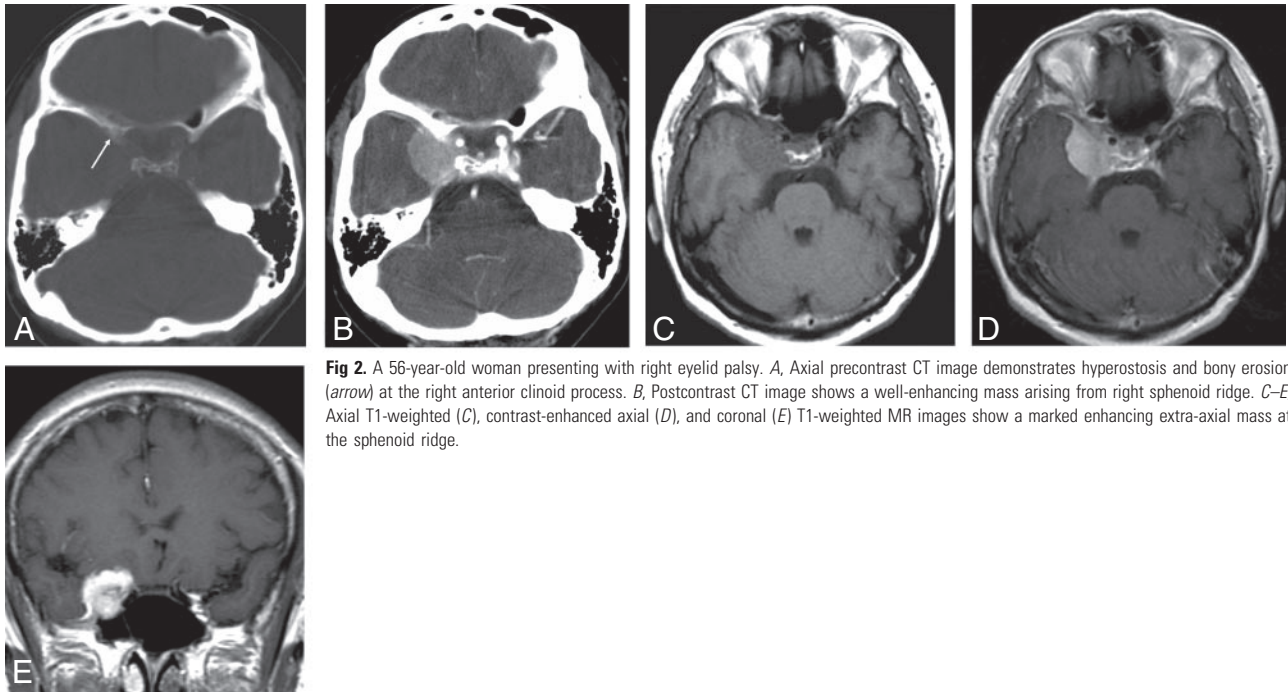 A
B
C
D
Fig 2. A 56-year-old woman presenting with right eyelid palsy. A, Axial precontrast CT image demonstrates hyperostosis and bony erosion
(arrow) at the right anterior clinoid process. B, Postcontrast CT image shows a well-enhancing mass arising from right sphenoid ridge. C–E
Axial T1-weighted (C), contrast-enhanced axial (D), and coronal (E) T1-weighted MR images show a marked enhancing extra-axial mass at
the sphenoid ridge.
E